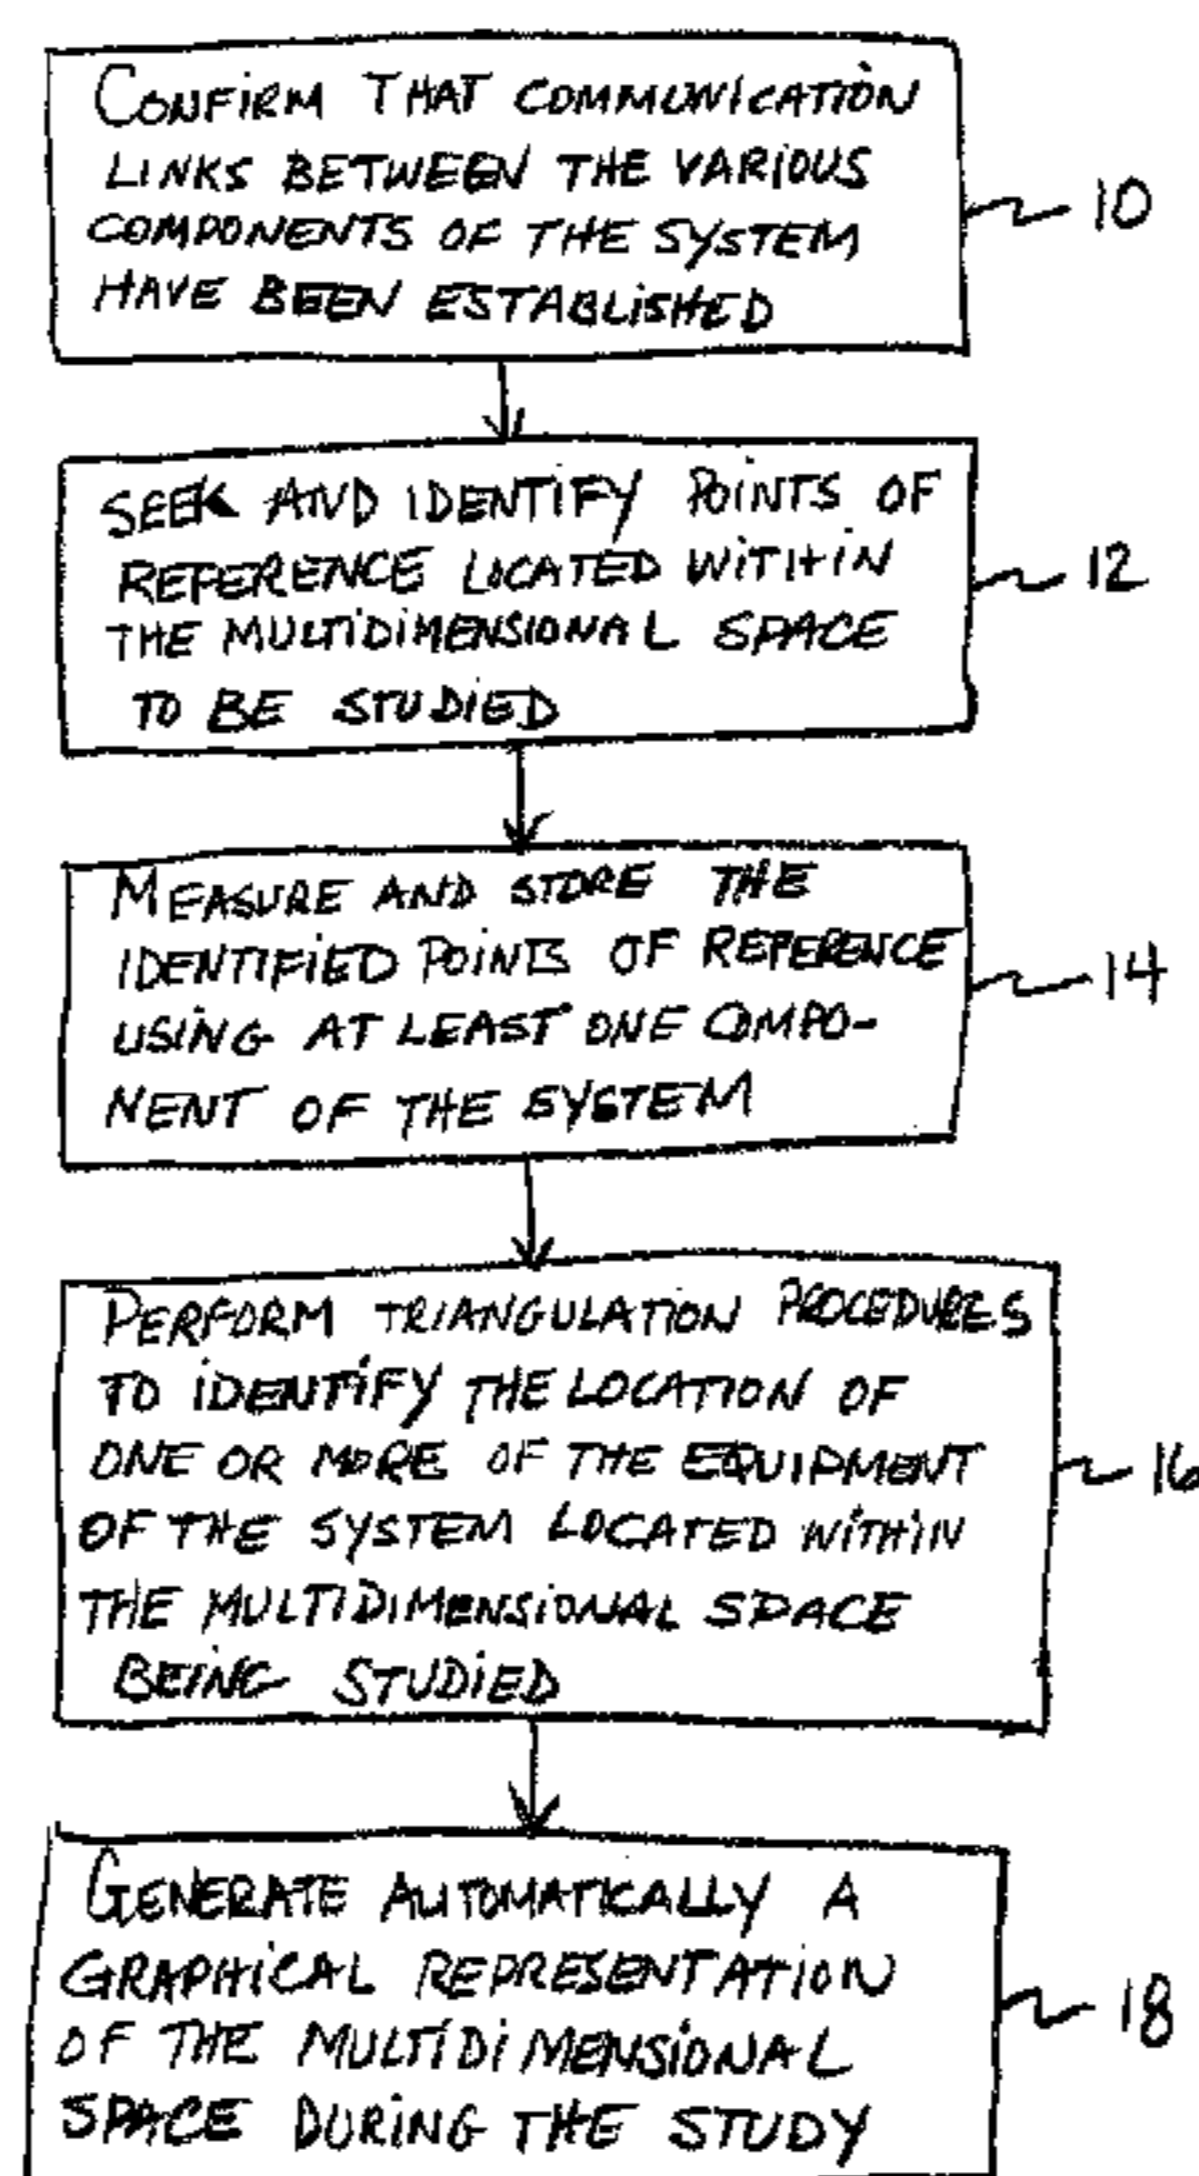 CONFIRM THAT COMMUNICATION
LINKS BETWEEN THE VARIOUS
COMPONENTS OF THE SYSTEM
HAVE BEEN ESTABLISHED
10
SEEK AND IDENTIFY POINTS OF
REFERENCE LOCATED WITHIN
THE MULTIDIMENSIONAL SPACE
TO BE STUDIED
12
MEASURE AND STORE THE
IDENTIFIED POINTS OF REFERENCE
USING AT LEAST ONE COMPO-
NENT OF THE SYSTEM
14
PERFORM TRIANGULATION PROCEDURES
TO IDENTIFY THE LOCATION OF
ONE OR MORE OF THE EQUIPMENT
OF THE SYSTEM LOCATED WITHIN
THE MULTIDIMENSIONAL SPACE
BEING STUDIED
16
GENERATE AUTOMATICALLY A
GRAPHICAL REPRESENTATION
OF THE MULTIDIMENSIONAL
SPACE DURING THE STUDY
18